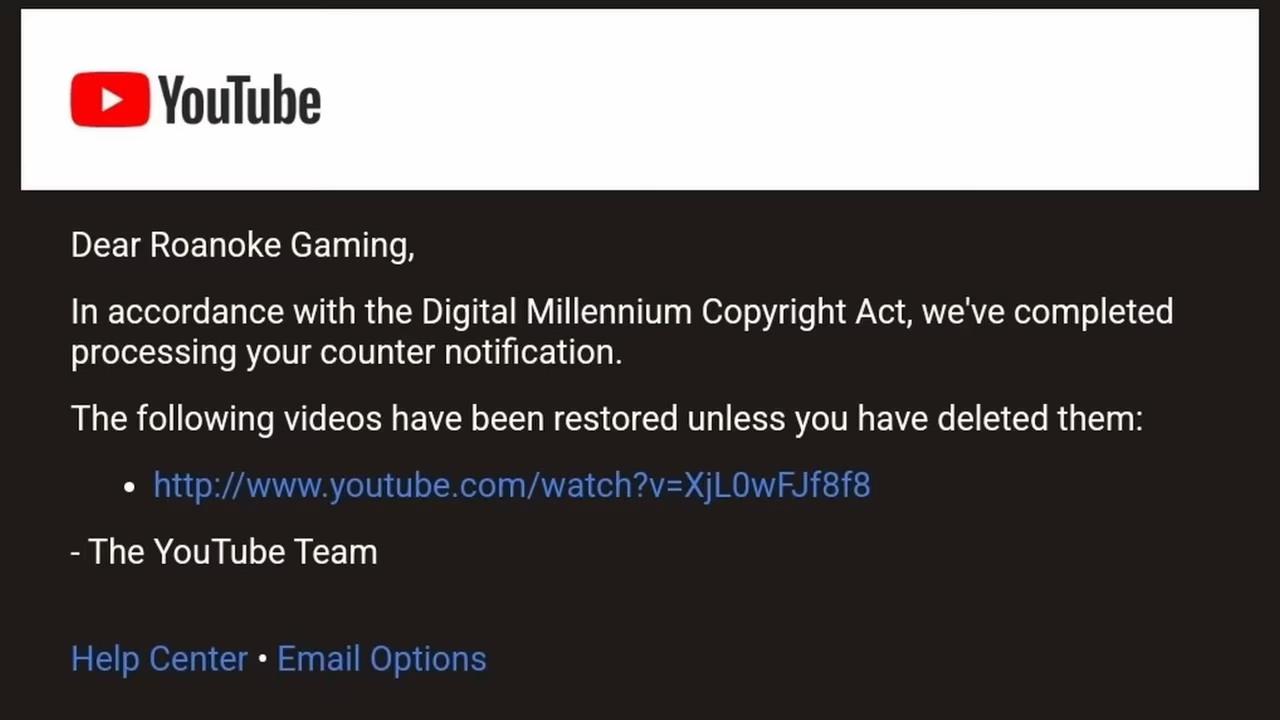 YouTube
Dear Roanoke Gaming,
In accordance with the Digital Millennium Copyright Act, we've completed
processing your counter notification.
The following videos have been restored unless you have deleted them:
• http://www.youtube.com/watch?v=XjL0wFJf8f8
- The YouTube Team
Help Center • Email Options